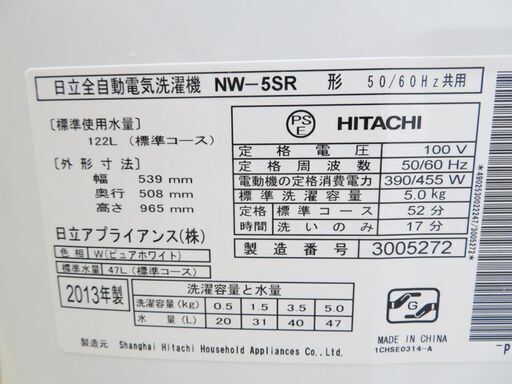 日立全自動電気洗濯機 NW-5SR 形 50/60Hz共用
[標準使用水量]
122L (標準コース)
[外形寸法]
幅 539 mm
奥行 508 mm
高さ 965 mm
日立アプライアンス(株)
色相 W(ピュアホワイト)
標準水量 47L (標準コース)
2013年製
PSE HITACHI
定格電圧 100 V
定格周波数 50/60 Hz
電動機の定格消費電力 390/455 W
標準洗濯容量 5.0kg
定格時間 標準コース 52分
洗いのみ 17分
製造番号 3005272
洗濯容量と水量
洗濯容量(kg) 0.5 1.5 3.5 5.0
水量(L) 20 31 40 47
G
MADE IN CHINA
1CHSE0314-A
製造元 Shanghai Hitachi Household Appliances Co., Ltd.